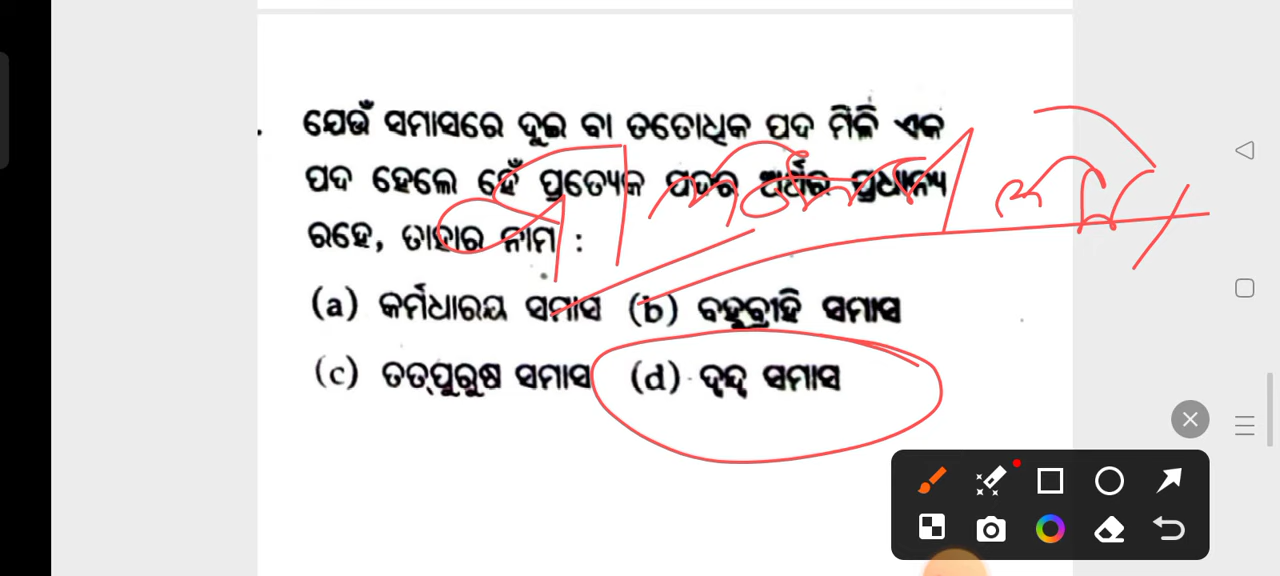 ଯେଉଁ ସମାସରେ ଦୁଇ ବା ତତୋଧିକ ପଦ ମିଳି ଏକ
ପଦ ହେଲେ ହେଁ ପ୍ରତ୍ୟେକ ପଦର ଅର୍ଥର ପ୍ରଧାନ୍ୟ
ରହେ, ତାହାର ନାମ :
(a) କର୍ମଧାରୟ ସମାସ (b) ବହୁବ୍ରୀହି ସମାସ
(c) ତତ୍ପୁରୁଷ ସମାସ (d) ଦ୍ୱନ୍ଦ୍ୱ ସମାସ